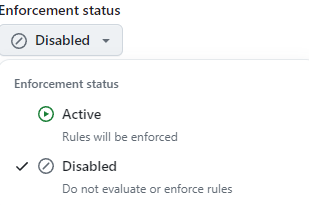 Enforcement status
Disabled
Enforcement status
Active
Rules will be enforced
Disabled
Do not evaluate or enforce rules